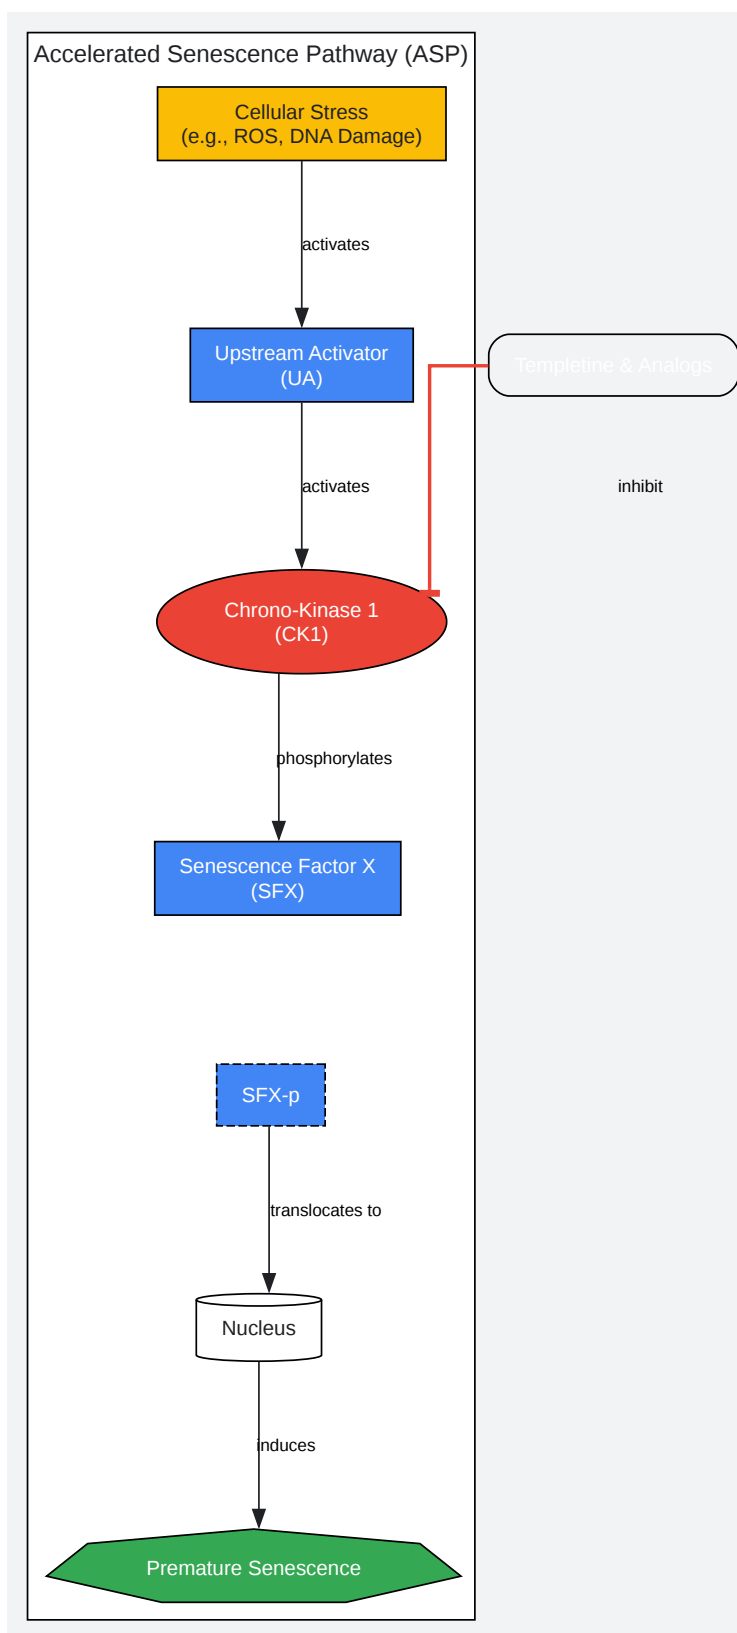 Accelerated Senescence Pathway (ASP)
Cellular Stress
(e.g., ROS, DNA Damage)
activates
Upstream Activator
(UA)
Templetine & Analogs
activates
inhibit
Chrono-Kinase 1
(CK1)
phosphorylates
Senescence Factor X
(SFX)
SFX-p
translocates to
Nucleus
induces
Premature Senescence